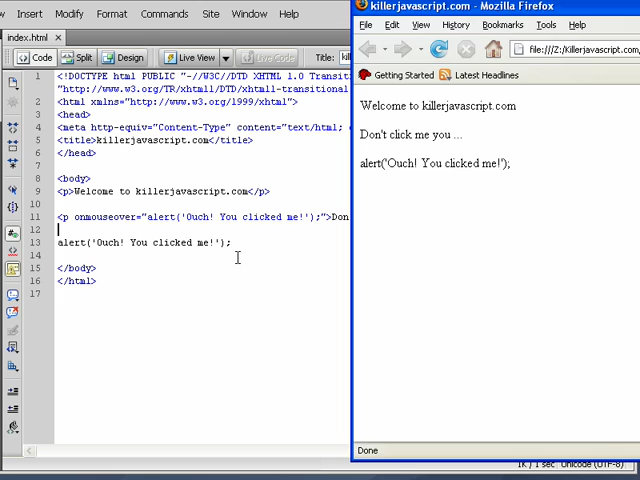 Insert Modify Format Commands Site Window Help
index.html ×
Code Split Design Live View Live Code Title:
1 <!DOCTYPE html PUBLIC "-//W3C//DTD XHTML 1.0
"http://www.w3.org/TR/xhtml1/DTD/xhtml1-transitional
2 <html xmlns="http://www.w3.org/1999/xhtml">
3 <head>
4 <meta http-equiv="Content-Type" content="text/html;
5 <title>killerjavascript.com</title>
6 </head>
7
8 <body>
9 <p>Welcome to killerjavascript.com</p>
10
11 <p onmouseover="alert('Ouch! You clicked me!');">Don
12
13 alert('Ouch! You clicked me!');
14
15 </body>
16 </html>
17
1K / 1 sec Unicode (UTF-8)
killerjavascript.com - Mozilla Firefox
File Edit View History Bookmarks Tools Help
file:///Z:/Killerjavascript.com/
Getting Started Latest Headlines
Welcome to killerjavascript.com
Don't click me you ...
alert('Ouch! You clicked me!');
Done